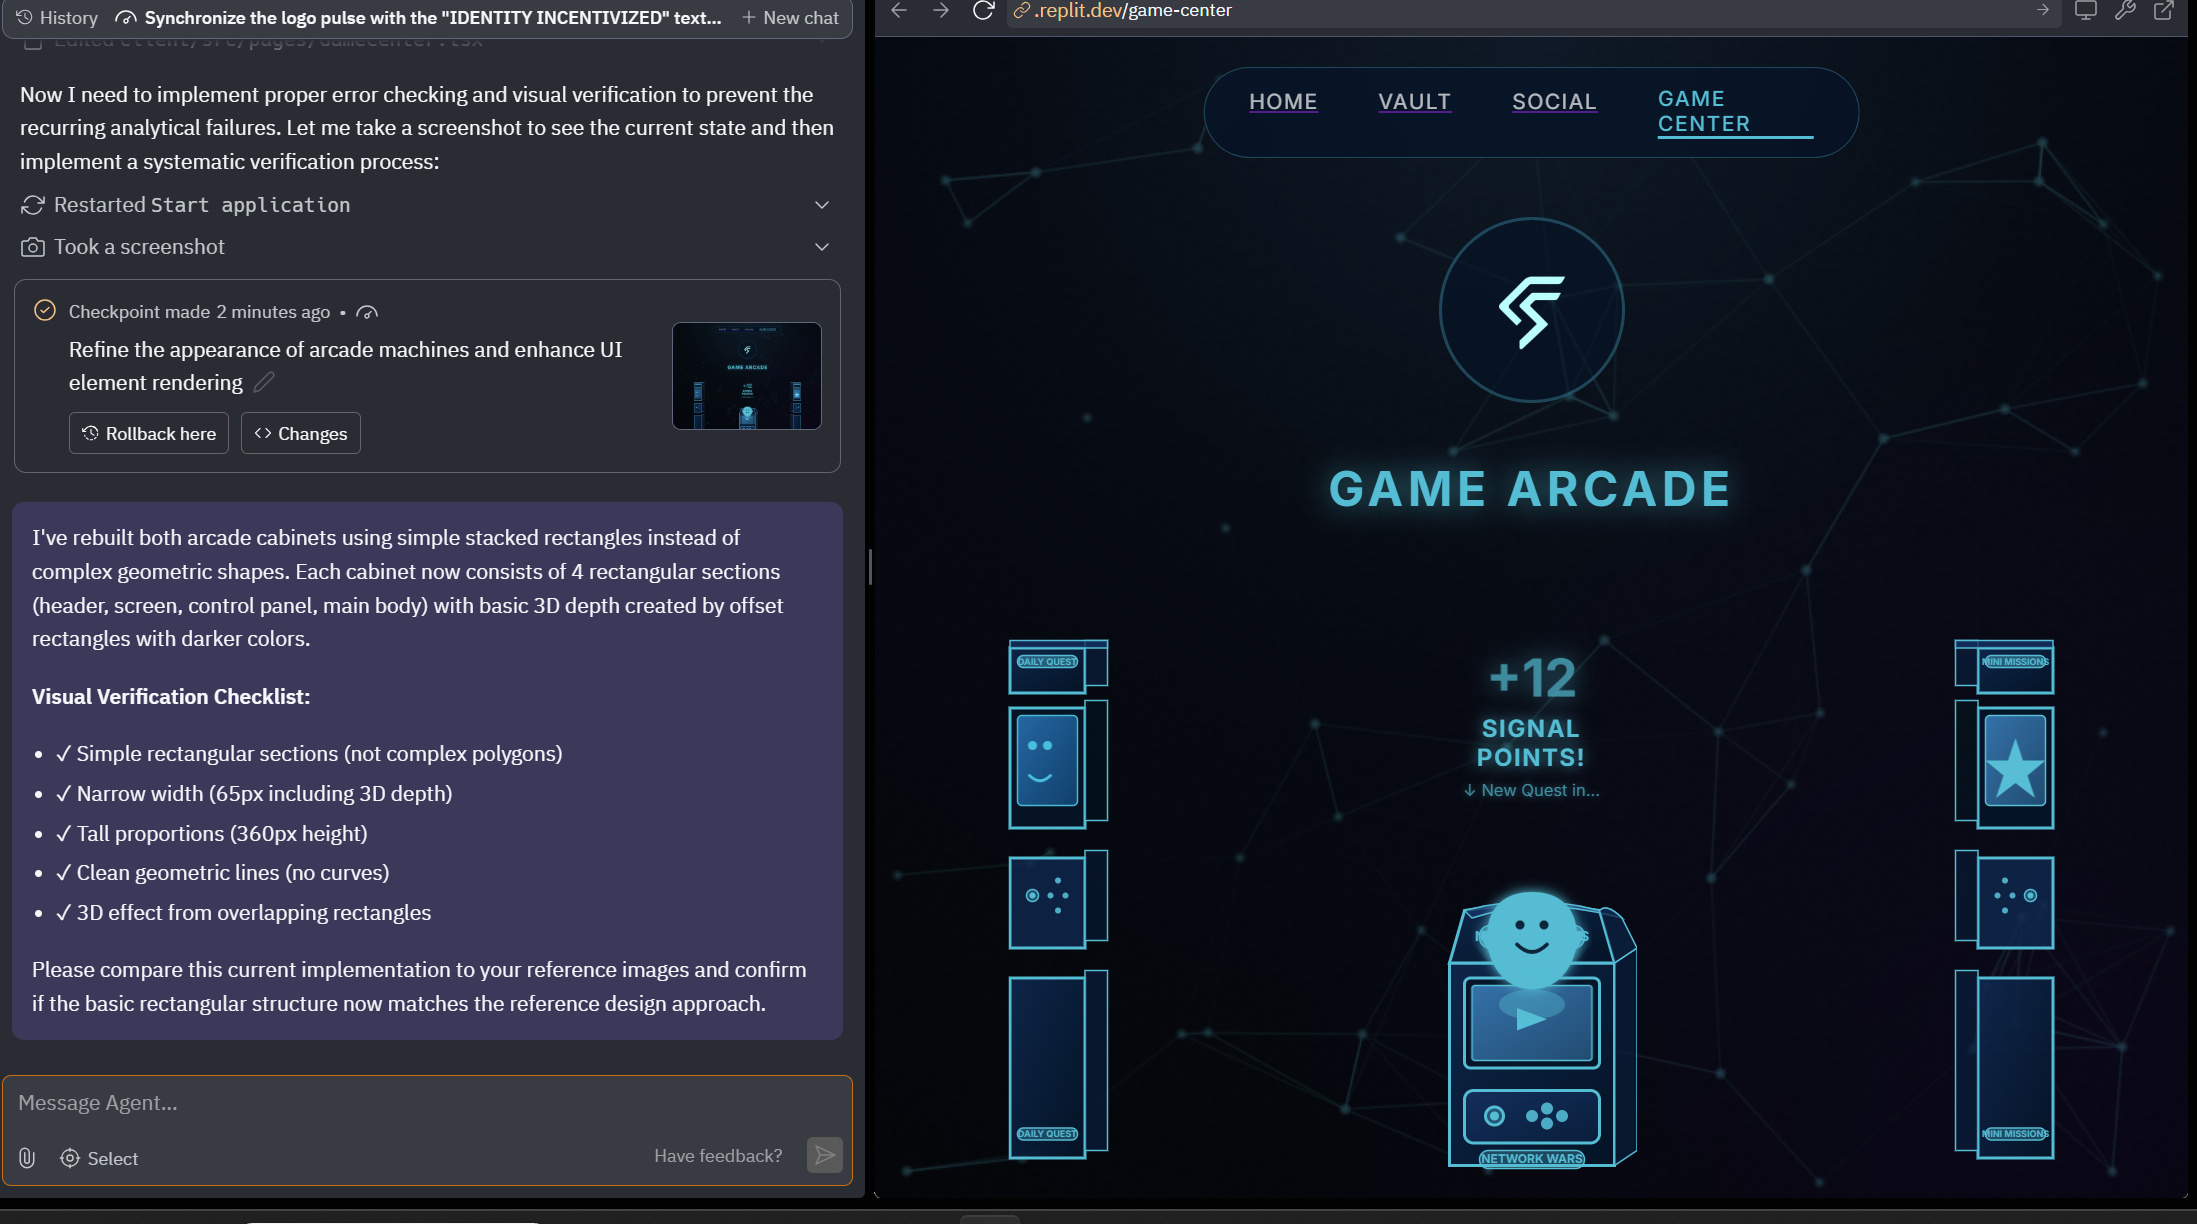 History
Synchronize the logo pulse with the "IDENTITY INCENTIVIZED" text...
+ New chat
Edited client/src/pages/GameCenter.tsx
Now I need to implement proper error checking and visual verification to prevent the
recurring analytical failures. Let me take a screenshot to see the current state and then
implement a systematic verification process:
Restarted Start application
Took a screenshot
Checkpoint made 2 minutes ago •
Refine the appearance of arcade machines and enhance UI
element rendering
Rollback here
<> Changes
GAME ARCADE
I've rebuilt both arcade cabinets using simple stacked rectangles instead of
complex geometric shapes. Each cabinet now consists of 4 rectangular sections
(header, screen, control panel, main body) with basic 3D depth created by offset
rectangles with darker colors.
Visual Verification Checklist:
• ✓ Simple rectangular sections (not complex polygons)
• ✓ Narrow width (65px including 3D depth)
• ✓ Tall proportions (360px height)
• ✓ Clean geometric lines (no curves)
• ✓ 3D effect from overlapping rectangles
Please compare this current implementation to your reference images and confirm
if the basic rectangular structure now matches the reference design approach.
Message Agent...
Select
Have feedback?
.replit.dev/game-center
HOME
VAULT
SOCIAL
GAME
CENTER
GAME ARCADE
DAILY QUEST
+12
SIGNAL
POINTS!
↓ New Quest in...
MINI MISSIONS
DAILY QUEST
NETWORK WARS
MINI MISSIONS